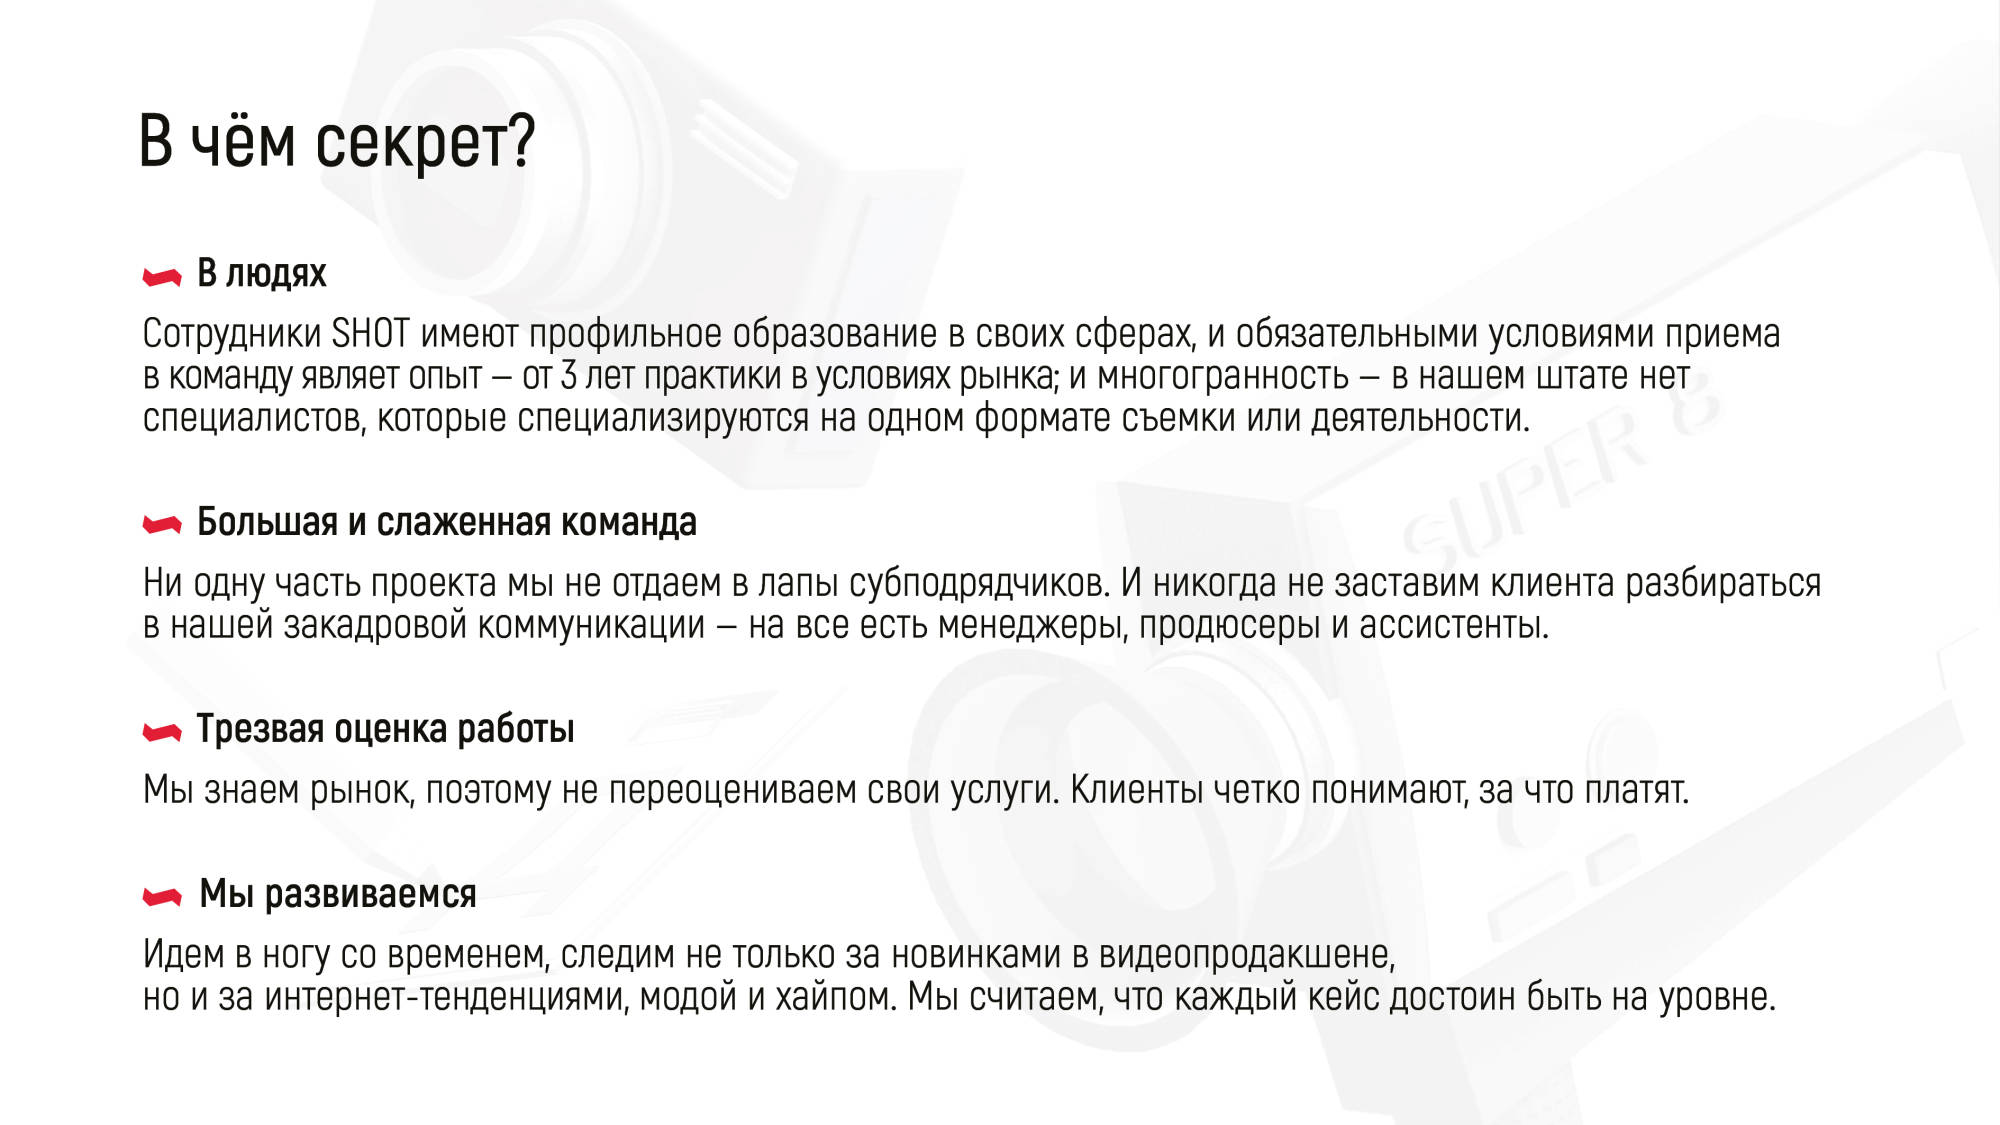 В чём секрет?
В людях
Сотрудники SHOT имеют профильное образование в своих сферах, и обязательными условиями приема
в команду являет опыт – от 3 лет практики в условиях рынка; и многогранность – в нашем штате нет
специалистов, которые специализируются на одном формате съемки или деятельности.
SUPER 8
Большая и слаженная команда
Ни одну часть проекта мы не отдаем в лапы субподрядчиков. И никогда не заставим клиента разбираться
в нашей закадровой коммуникации – на все есть менеджеры, продюсеры и ассистенты.
Трезвая оценка работы
Мы знаем рынок, поэтому не переоцениваем свои услуги. Клиенты четко понимают, за что платят.
Мы развиваемся
Идем в ногу со временем, следим не только за новинками в видеопродакшене,
но и за интернет-тенденциями, модой и хайпом. Мы считаем, что каждый кейс достоин быть на уровне.